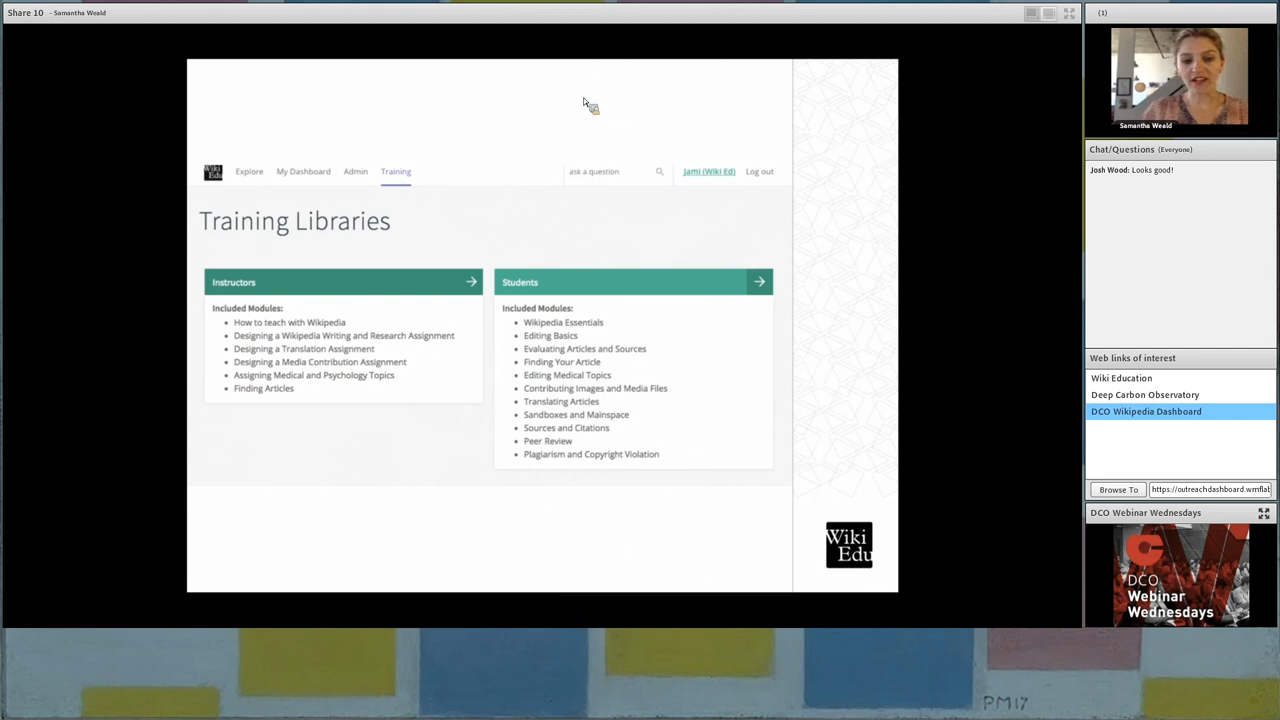 Share 10 - Samantha Weald
(1)
Samantha Weald
Chat/Questions (Everyone)
Josh Wood: Looks good!
Wiki Edu
Explore
My Dashboard
Admin
Training
ask a question
Jami (Wiki Ed)
Log out
Training Libraries
Instructors
Included Modules:
How to teach with Wikipedia
Designing a Wikipedia Writing and Research Assignment
Designing a Translation Assignment
Designing a Media Contribution Assignment
Assigning Medical and Psychology Topics
Finding Articles
Students
Included Modules:
Wikipedia Essentials
Editing Basics
Evaluating Articles and Sources
Finding Your Article
Editing Medical Topics
Contributing Images and Media Files
Translating Articles
Sandboxes and Mainspace
Sources and Citations
Peer Review
Plagiarism and Copyright Violation
Wiki
Edu
Web links of interest
Wiki Education
Deep Carbon Observatory
DCO Wikipedia Dashboard
Browse To
https://outreachdashboard.wmflab
DCO Webinar Wednesdays
DCO
Webinar
Wednesdays
PM17